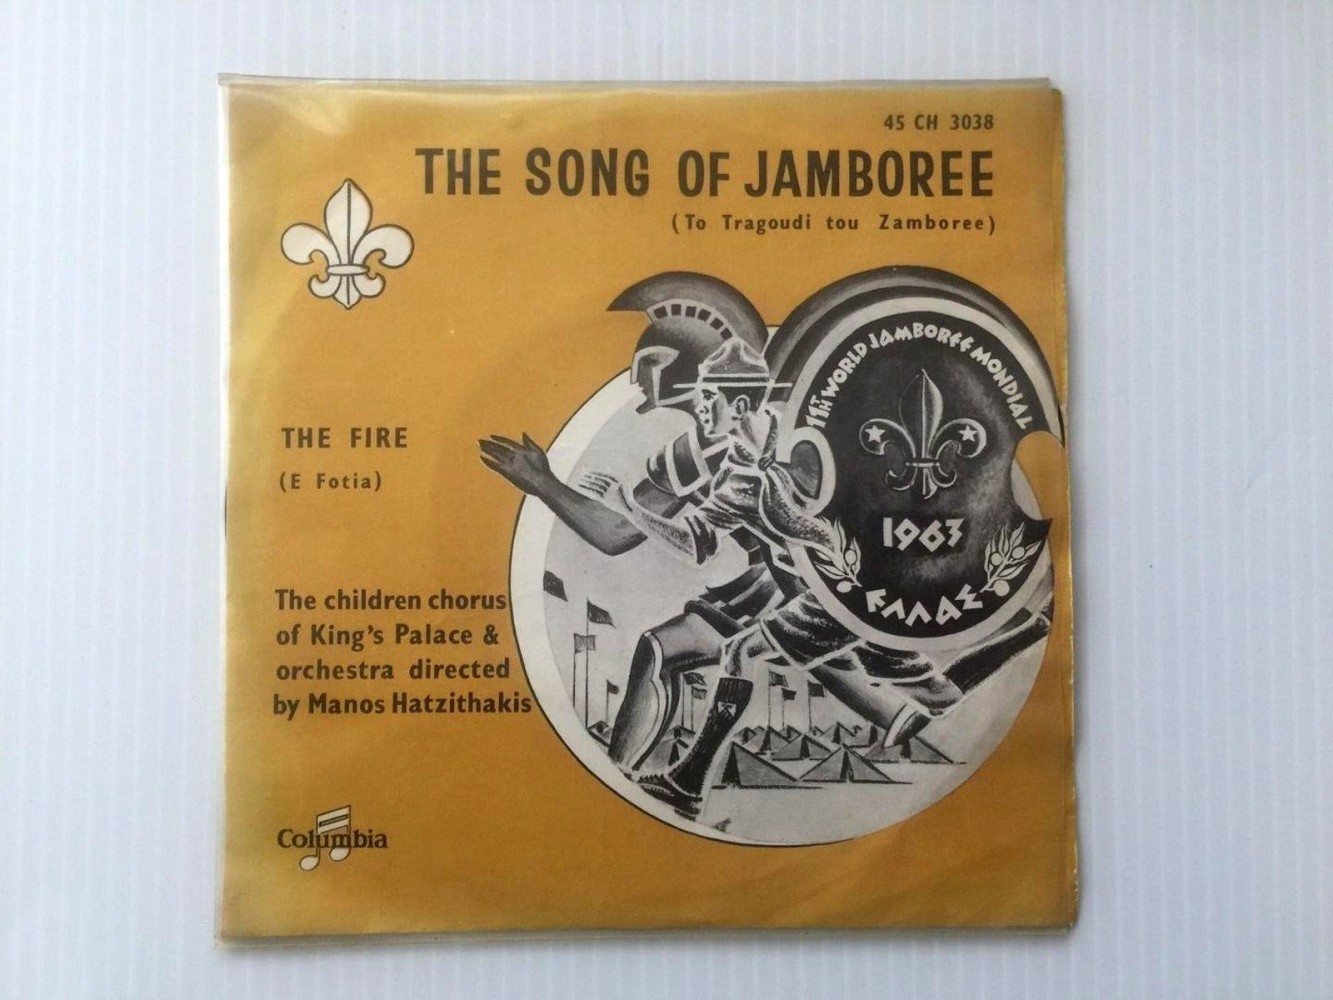 45 CH 3038
THE SONG OF JAMBOREE
(To Tragoudi tou Zamboree)
11TH WORLD JAMBOREE MONDIAL
1963
ΕΛΛΑΣ
THE FIRE
(E Fotia)
The children chorus
of King's Palace &
orchestra directed
by Manos Hatzithakis
Columbia